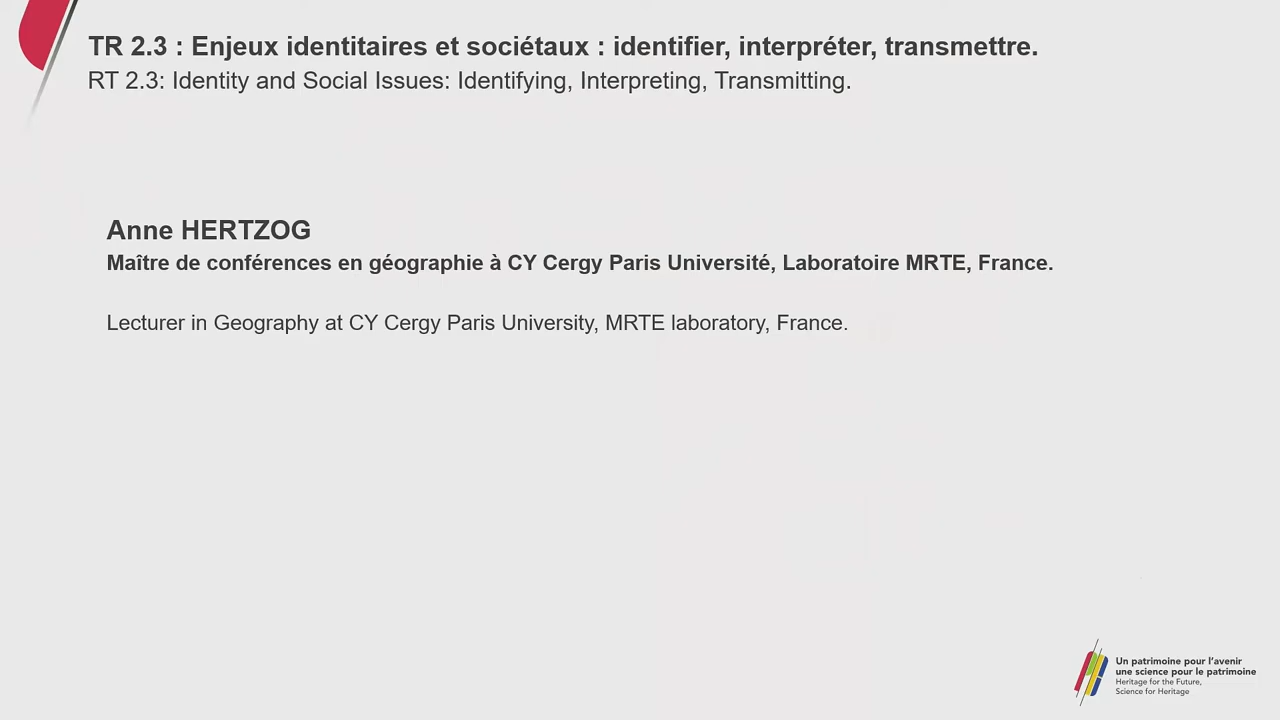 TR 2.3 : Enjeux identitaires et sociétaux : identifier, interpréter, transmettre.
RT 2.3: Identity and Social Issues: Identifying, Interpreting, Transmitting.
Anne HERTZOG
Maître de conférences en géographie à CY Cergy Paris Université, Laboratoire MRTE, France.
Lecturer in Geography at CY Cergy Paris University, MRTE laboratory, France.
Un patrimoine pour l'avenir
une science pour le patrimoine
Heritage for the Future,
Science for Heritage